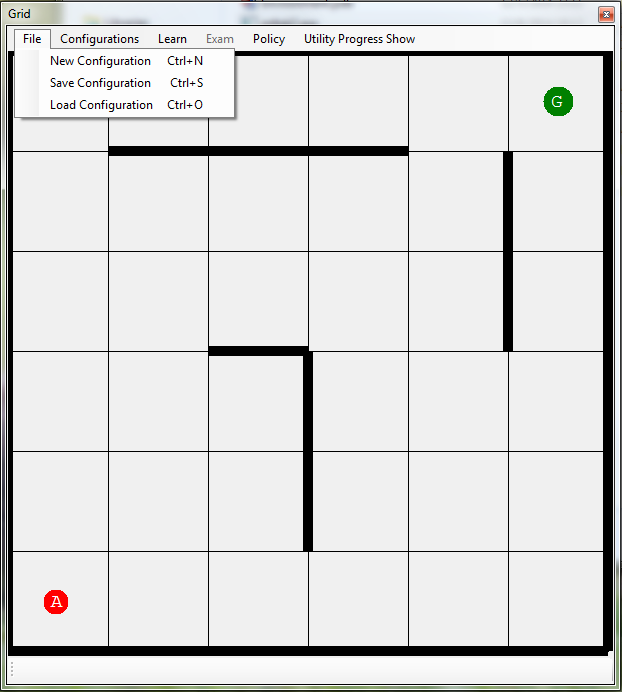 Grid
File Configurations Learn Exam Policy Utility Progress Show
New Configuration Ctrl+N
Save Configuration Ctrl+S
Load Configuration Ctrl+O
G
A